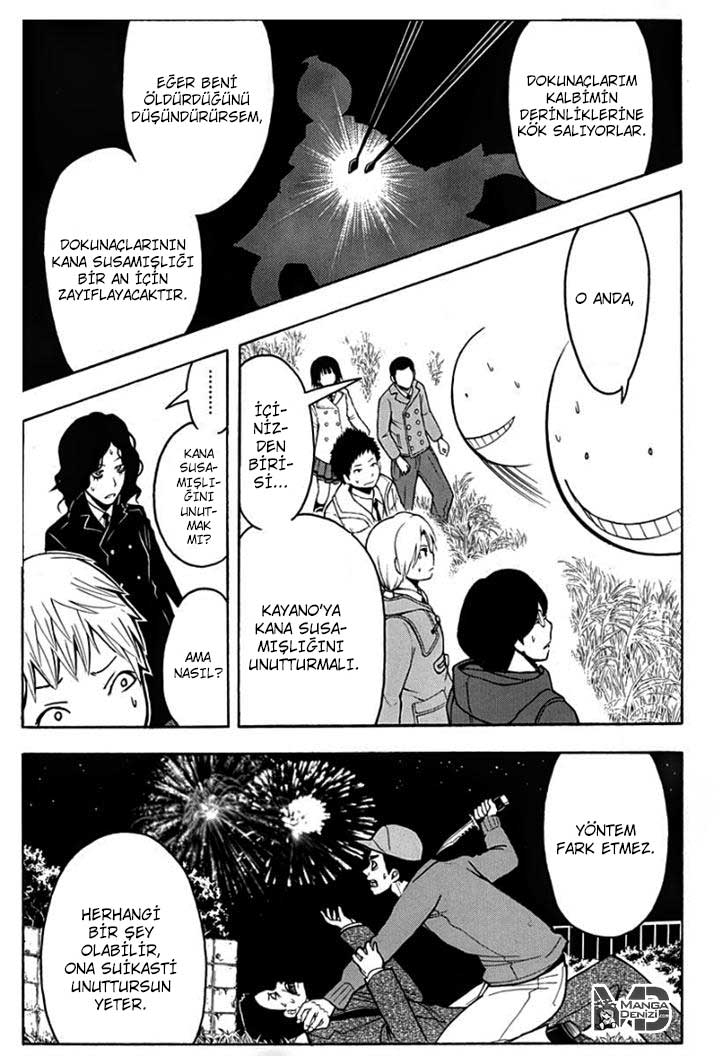 DOKUNAÇLARIM
KALBİMİN
DERİNLİKLERİNE
KÖK SALIYORLAR.
EĞER BENİ
ÖLDÜRDÜĞÜNÜ
DÜŞÜNDÜRÜRSEM,
DOKUNAÇLARININ
KANA SUSAMIŞLIĞI
BİR AN İÇİN
ZAYIFLAYACAKTIR.
O ANDA,
İÇİ-
NİZ-
DEN
BİRİ-
Sİ...
KAYANO'YA
KANA SUSA-
MIŞLIĞINI
UNUTTURMALI.
........
KANA
SUSA-
MIŞLI-
ĞINI
UNUT-
MAK
MI?
AMA
NASIL?
YÖNTEM
FARK ETMEZ.
HERHANGİ
BİR ŞEY
OLABİLİR,
ONA SUİKASTİ
UNUTTURSUN
YETER.
MD
MANGA
DENİZİ.com